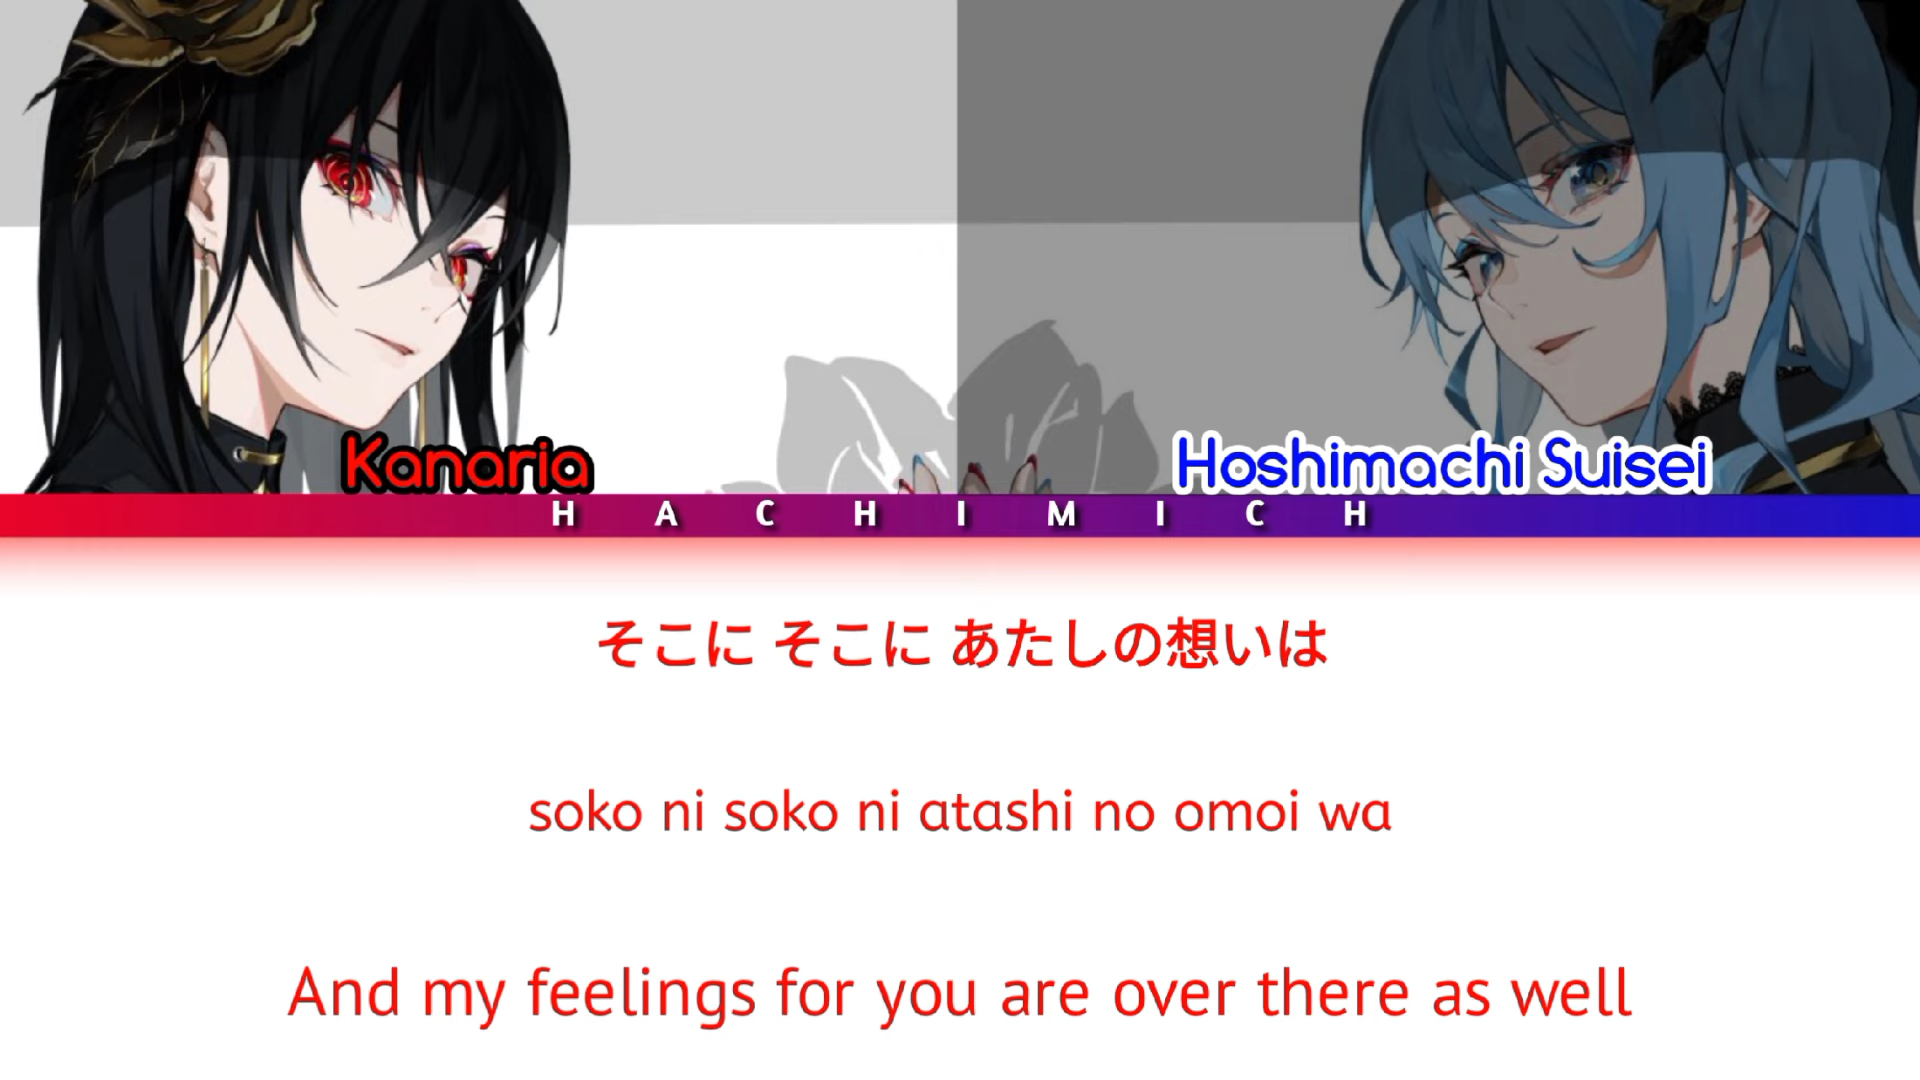 Kanaria
Hoshimachi Suisei
HACHIMICH
そこに そこに あたしの想いは
soko ni soko ni atashi no omoi wa
And my feelings for you are over there as well